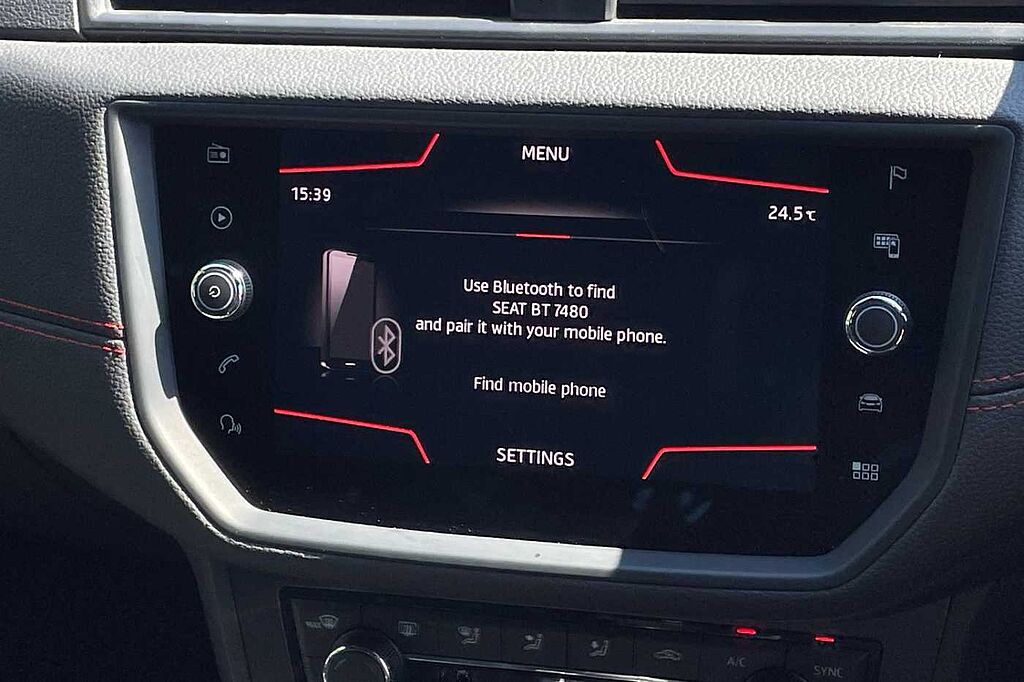 MENU
15:39
24.5℃
Use Bluetooth to find
SEAT BT 7480
and pair it with your mobile phone.
Find mobile phone
SETTINGS
MAX
A/C
SYNC